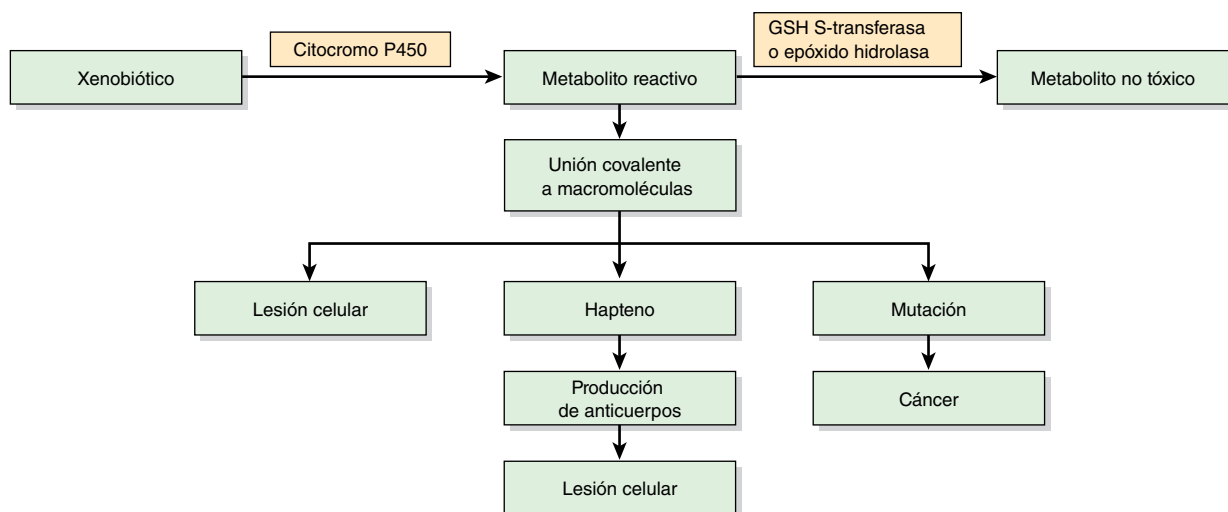 Xenobiótico
Citocromo P450
Metabolito reactivo
GSH S-transferasa
o epóxido hidrolasa
Metabolito no tóxico
Unión covalente
a macromoléculas
Lesión celular
Hapteno
Mutación
Producción
de anticuerpos
Cáncer
Lesión celular